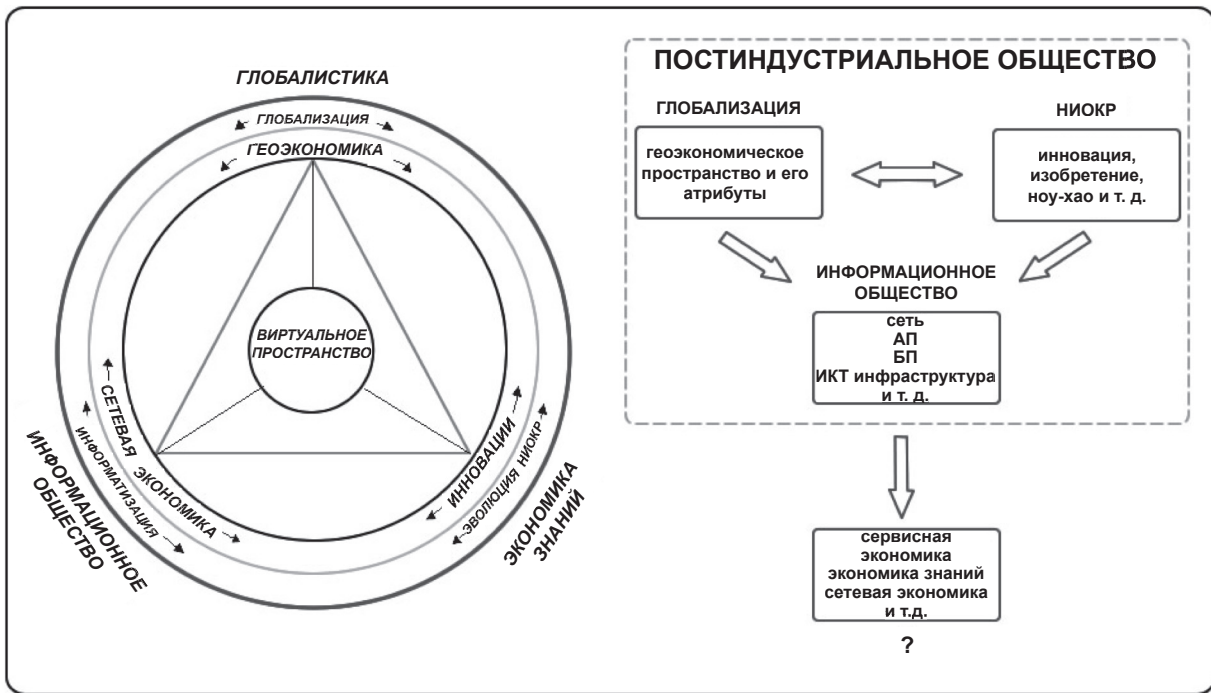 ГЛОБАЛИСТИКА
ГЛОБАЛИЗАЦИЯ
ГЕОЭКОНОМИКА
ВИРТУАЛЬНОЕ
ПРОСТРАНСТВО
СЕТЕВАЯ ЭКОНОМИКА
ИНФОРМАТИЗАЦИЯ
ИНФОРМАЦИОННОЕ
ОБЩЕСТВО
ИННОВАЦИИ
ЭВОЛЮЦИЯ НИОКР
ЭКОНОМИКА
ЗНАНИЙ
ПОСТИНДУСТРИАЛЬНОЕ ОБЩЕСТВО
ГЛОБАЛИЗАЦИЯ
геоэкономическое
пространство и его
атрибуты
НИОКР
инновация,
изобретение,
ноу-хао и т. д.
ИНФОРМАЦИОННОЕ
ОБЩЕСТВО
сеть
АП
БП
ИКТ инфраструктура
и т. д.
сервисная
экономика
экономика знаний
сетевая экономика
и т.д.
?